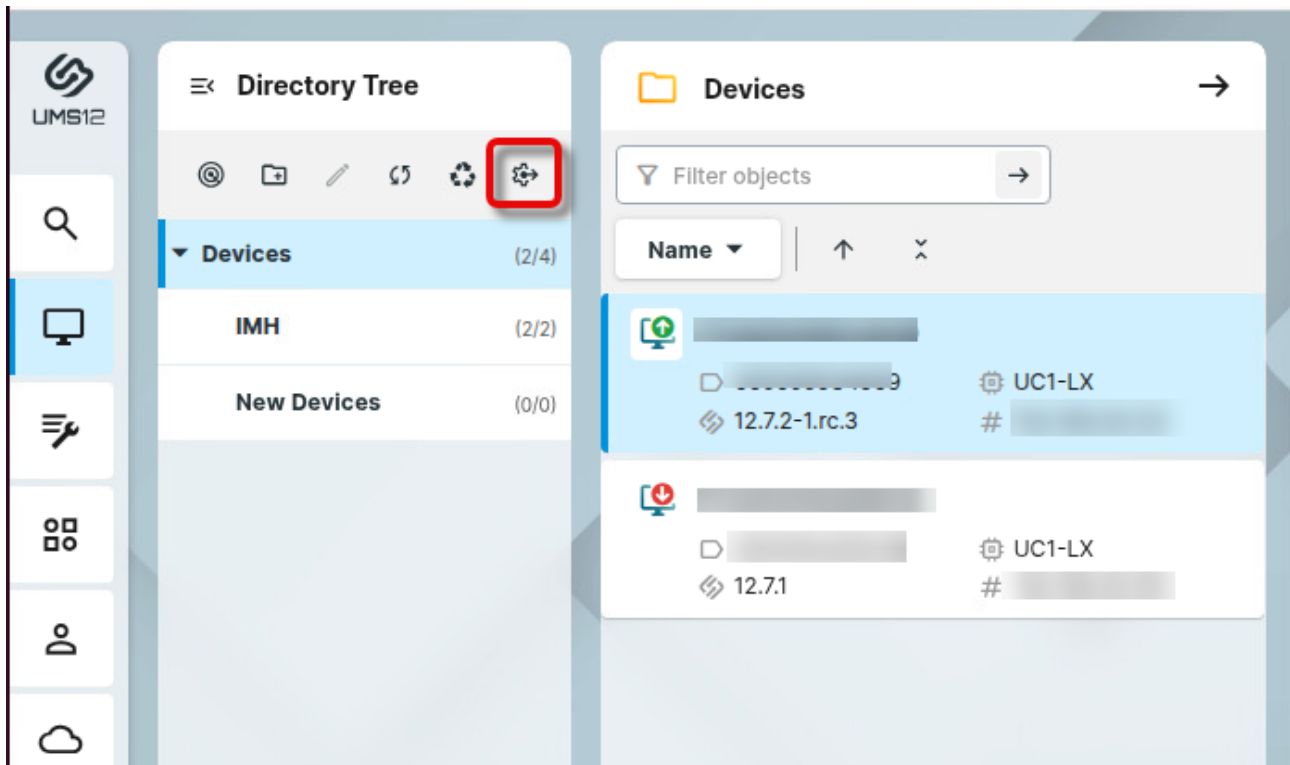 UMS12
Directory Tree
Devices (2/4)
IMH (2/2)
New Devices (0/0)
Devices
Filter objects
Name
UC1-LX
12.7.2-1.rc.3
#
UC1-LX
12.7.1
#